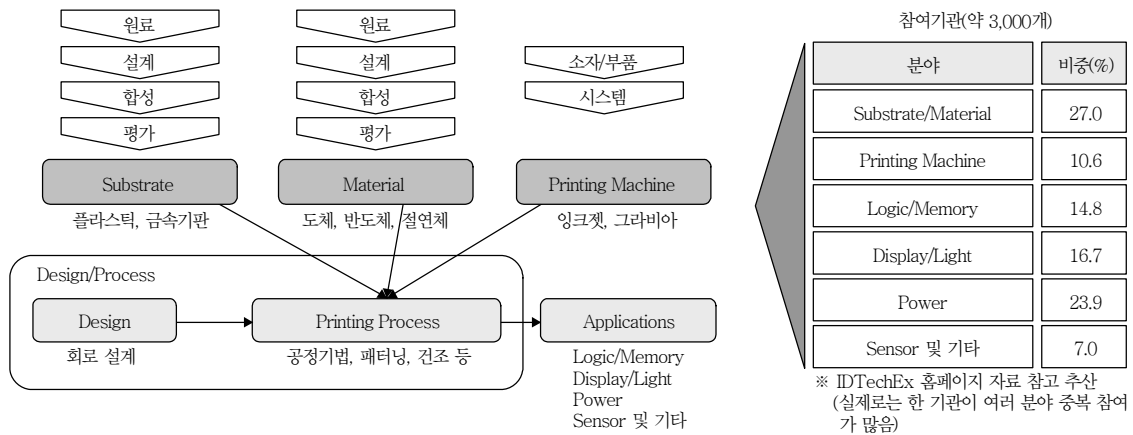 원료
설계
합성
평가
Substrate
플라스틱, 금속기판
원료
설계
합성
평가
Material
도체, 반도체, 절연체
소자/부품
시스템
Printing Machine
잉크젯, 그라비아
Design/Process
Design
회로 설계
Printing Process
공정기법, 패터닝, 건조 등
Applications
Logic/Memory
Display/Light
Power
Sensor 및 기타
참여기관(약 3,000개)
분야 비중(%)
Substrate/Material 27.0
Printing Machine 10.6
Logic/Memory 14.8
Display/Light 16.7
Power 23.9
Sensor 및 기타 7.0
※ IDTechEx 홈페이지 자료 참고 추산
(실제로는 한 기관이 여러 분야 중복 참여
가 많음)